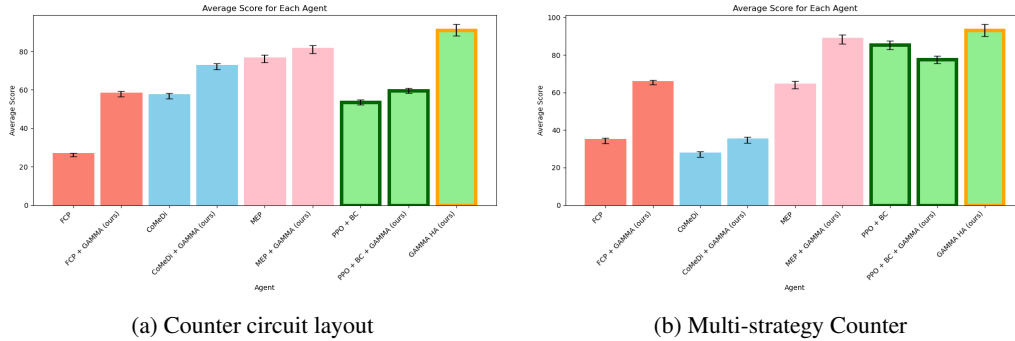 Average Score for Each Agent
80
60
40
20
0
Average Score
FCP
FCP + GAMMA (ours)
CoMeDi
CoMeDi + GAMMA (ours)
MEP
MEP + GAMMA (ours)
PPO + BC
PPO + BC + GAMMA (ours)
GAMMA HA (ours)
Agent
(a) Counter circuit layout
Average Score for Each Agent
100
80
60
40
20
0
Average Score
FCP
FCP + GAMMA (ours)
CoMeDi
CoMeDi + GAMMA (ours)
MEP
MEP + GAMMA (ours)
PPO + BC
PPO + BC + GAMMA (ours)
GAMMA HA (ours)
Agent
(b) Multi-strategy Counter